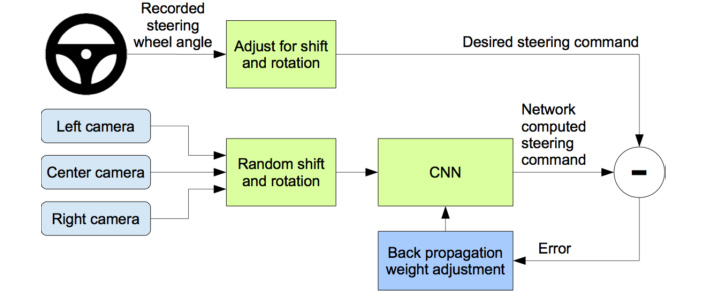 Recorded
steering
wheel angle
Adjust for shift
and rotation
Desired steering command
Left camera
Center camera
Right camera
Random shift
and rotation
CNN
Network
computed
steering
command
-
Back propagation
weight adjustment
Error